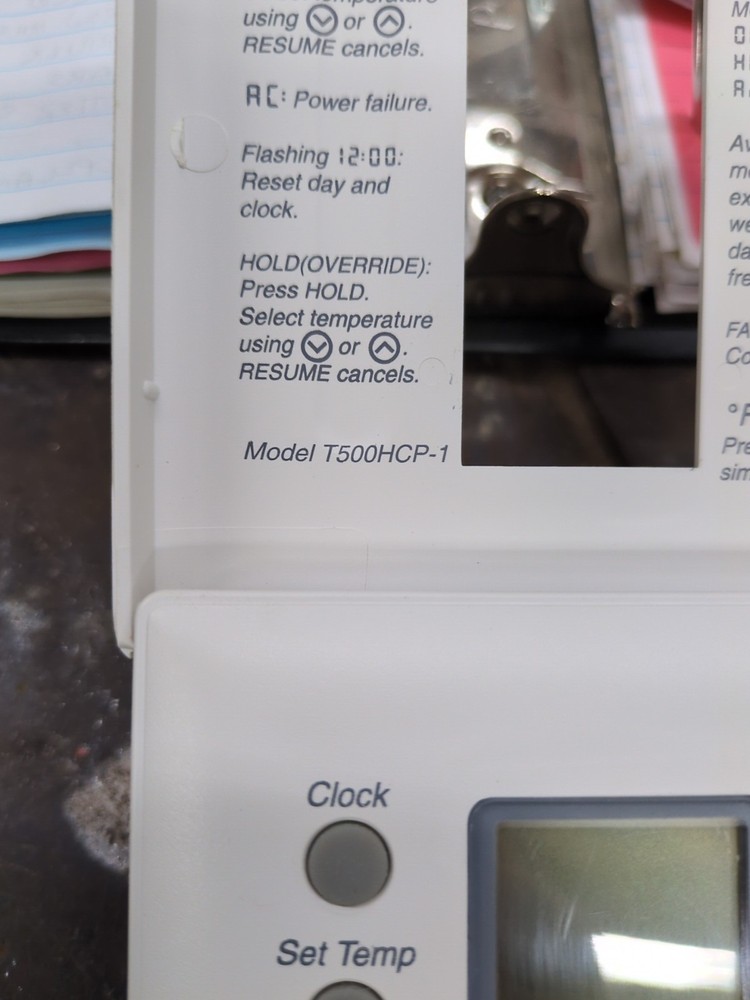 using or .
RESUME cancels.
AC: Power failure.
Flashing 12:00:
Reset day and
clock.
HOLD(OVERRIDE):
Press HOLD.
Select temperature
using or .
RESUME cancels.
Model T500HCP-1
Clock
Set Temp